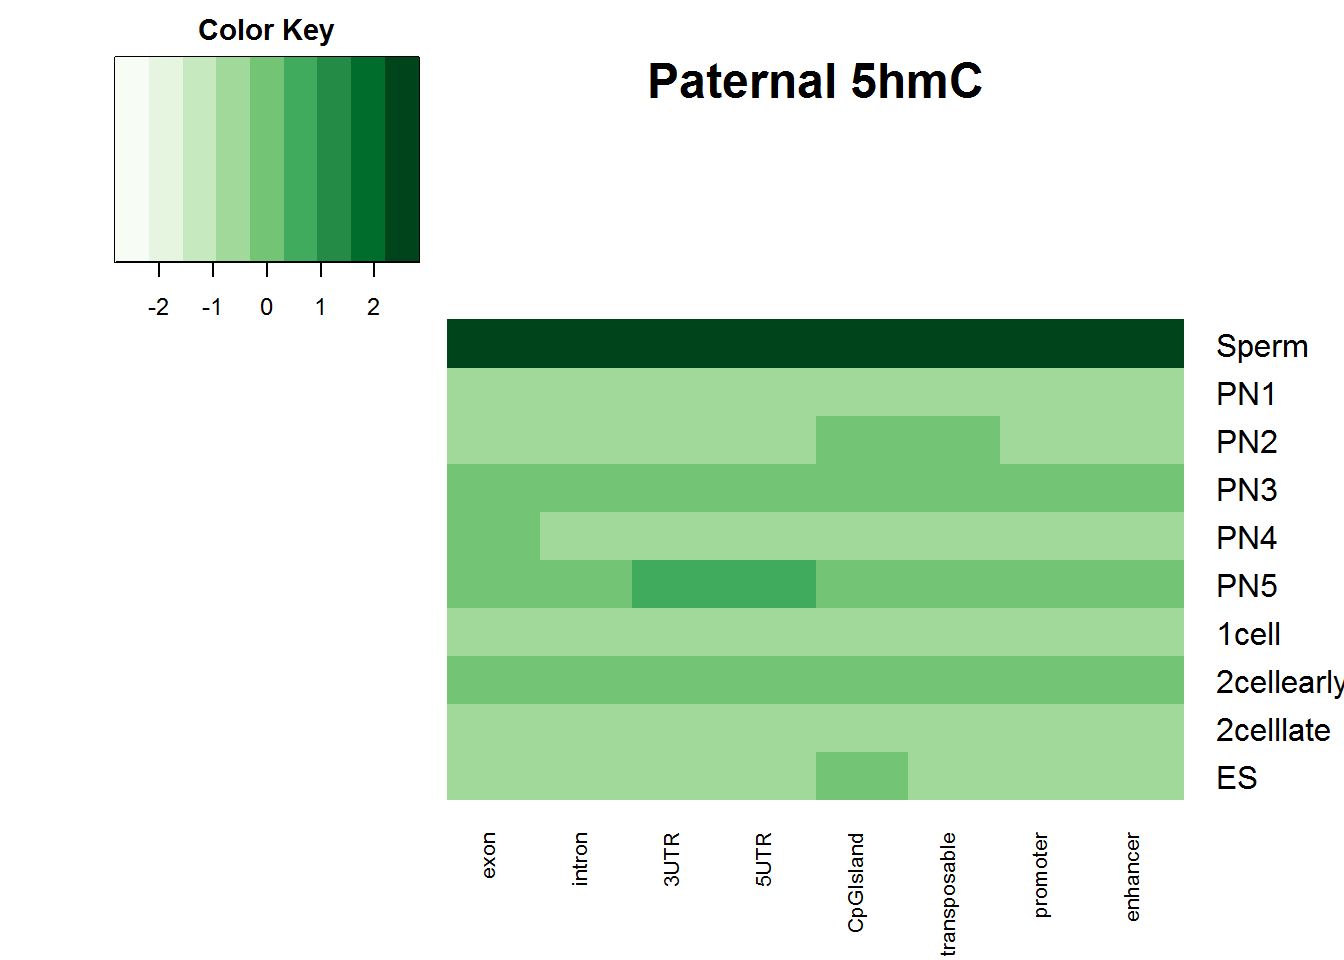 Color Key
Paternal 5hmC
-2 -1 0 1 2
Sperm
PN1
PN2
PN3
PN4
PN5
1cell
2cellearly
2celllate
ES
exon
intron
3UTR
5UTR
CpGIsland
transposable
promoter
enhancer